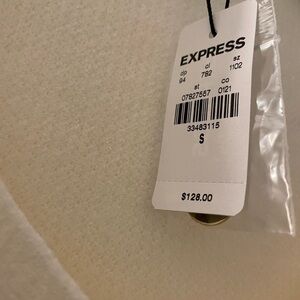 EXPRESS
dp cl sz
94 782 1102
st co
07827557 0121
33483115
S
$128.00